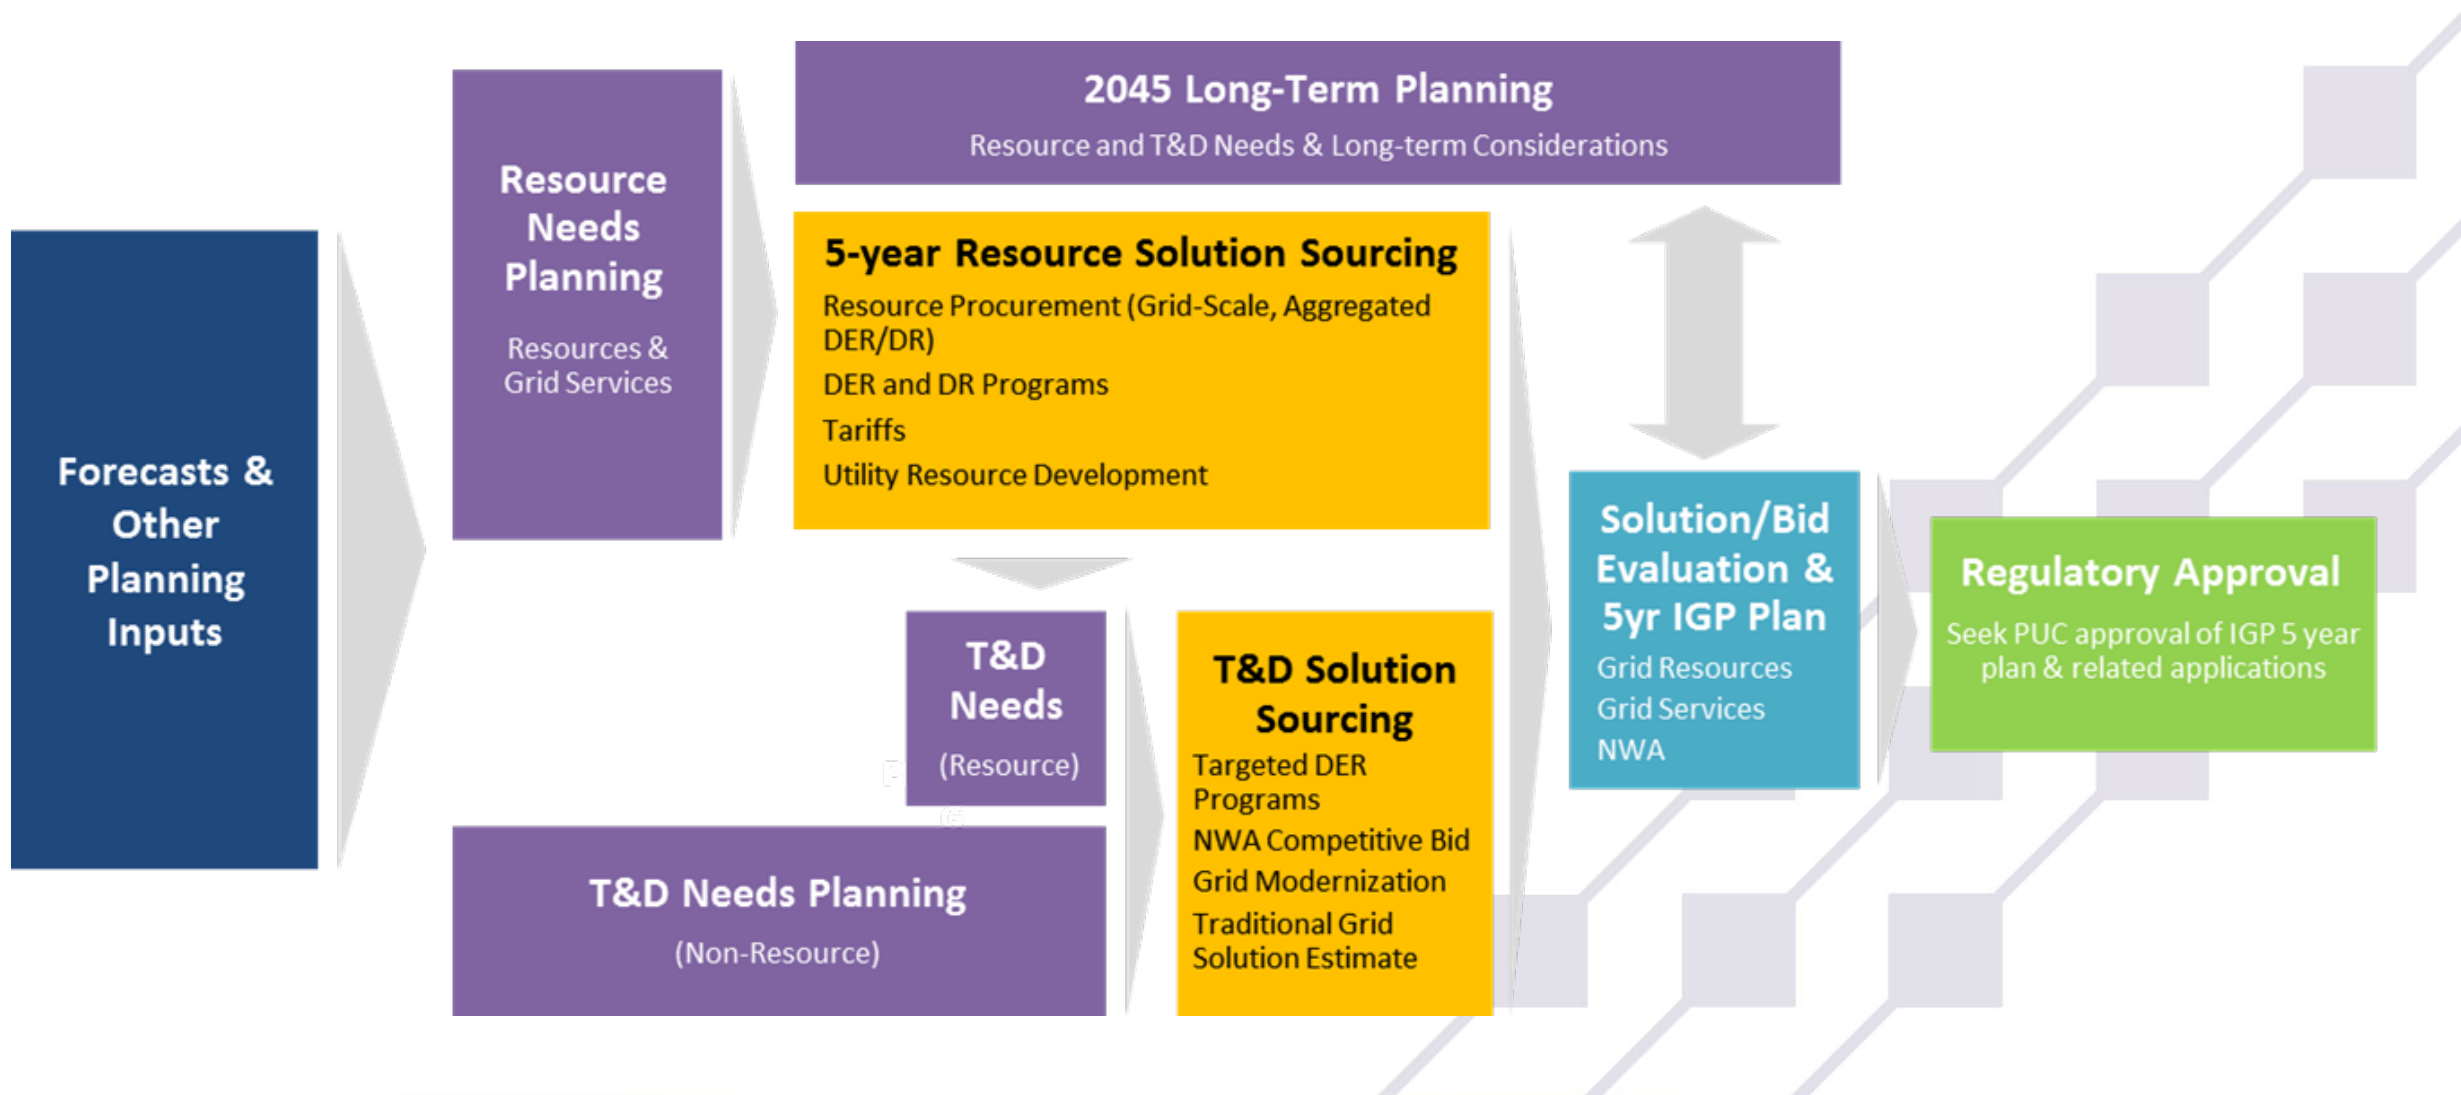 Forecasts &
Other
Planning
Inputs
Resource
Needs
Planning
Resources &
Grid Services
2045 Long-Term Planning
Resource and T&D Needs & Long-term Considerations
5-year Resource Solution Sourcing
Resource Procurement (Grid-Scale, Aggregated
DER/DR)
DER and DR Programs
Tariffs
Utility Resource Development
T&D
Needs
(Resource)
T&D Needs Planning
(Non-Resource)
T&D Solution
Sourcing
Targeted DER
Programs
NWA Competitive Bid
Grid Modernization
Traditional Grid
Solution Estimate
Solution/Bid
Evaluation &
5yr IGP Plan
Grid Resources
Grid Services
NWA
Regulatory Approval
Seek PUC approval of IGP 5 year
plan & related applications